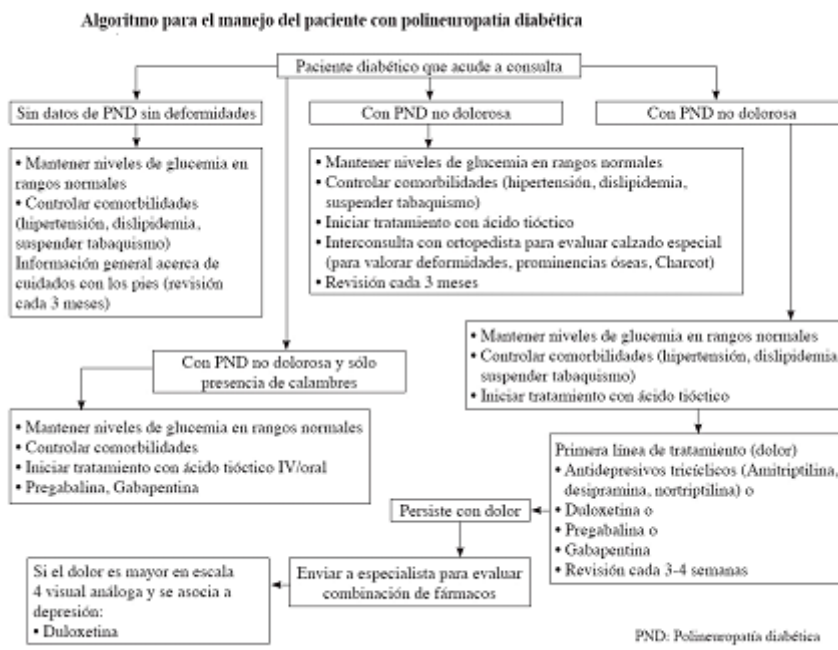 Algoritmo para el manejo del paciente con polineuropatía diabética
Paciente diabético que acude a consulta
Sin datos de PND sin deformidades
Con PND no dolorosa
Con PND no dolorosa
• Mantener niveles de glucemia en
rangos normales
• Controlar comorbilidades
(hipertensión, dislipidemia,
suspender tabaquismo)
Información general acerca de
cuidados con los pies (revisión
cada 3 meses)
• Mantener niveles de glucemia en rangos normales
• Controlar comorbilidades (hipertensión, dislipidemia,
suspender tabaquismo)
• Iniciar tratamiento con ácido tióctico
• Interconsulta con ortopedista para evaluar calzado especial
(para valorar deformidades, prominencias óseas, Charcot)
• Revisión cada 3 meses
• Mantener niveles de glucemia en rangos normales
• Controlar comorbilidades (hipertensión, dislipidemia,
suspender tabaquismo)
• Iniciar tratamiento con ácido tióctico
Con PND no dolorosa y sólo
presencia de calambres
• Mantener niveles de glucemia en rangos normales
• Controlar comorbilidades
• Iniciar tratamiento con ácido tióctico IV/oral
• Pregabalina, Gabapentina
Primera línea de tratamiento (dolor)
• Antidepresivos tricíclicos (Amitriptilina,
desipramina, nortriptilina) o
• Duloxetina o
• Pregabalina o
• Gabapentina
• Revisión cada 3-4 semanas
Persiste con dolor
Enviar a especialista para evaluar
combinación de fármacos
Si el dolor es mayor en escala
4 visual análoga y se asocia a
depresión:
• Duloxetina
PND: Polineuropatía diabética